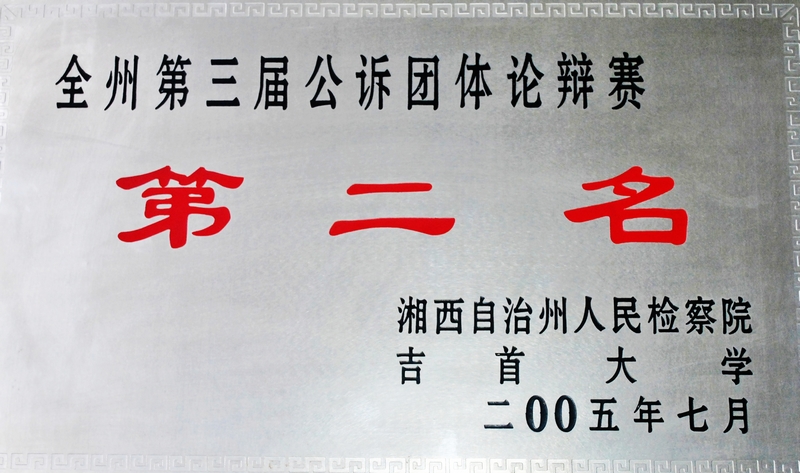 全州第三届公诉团体论辩赛
第二名
湘西自治州人民检察院
吉首大学
二00五年七月